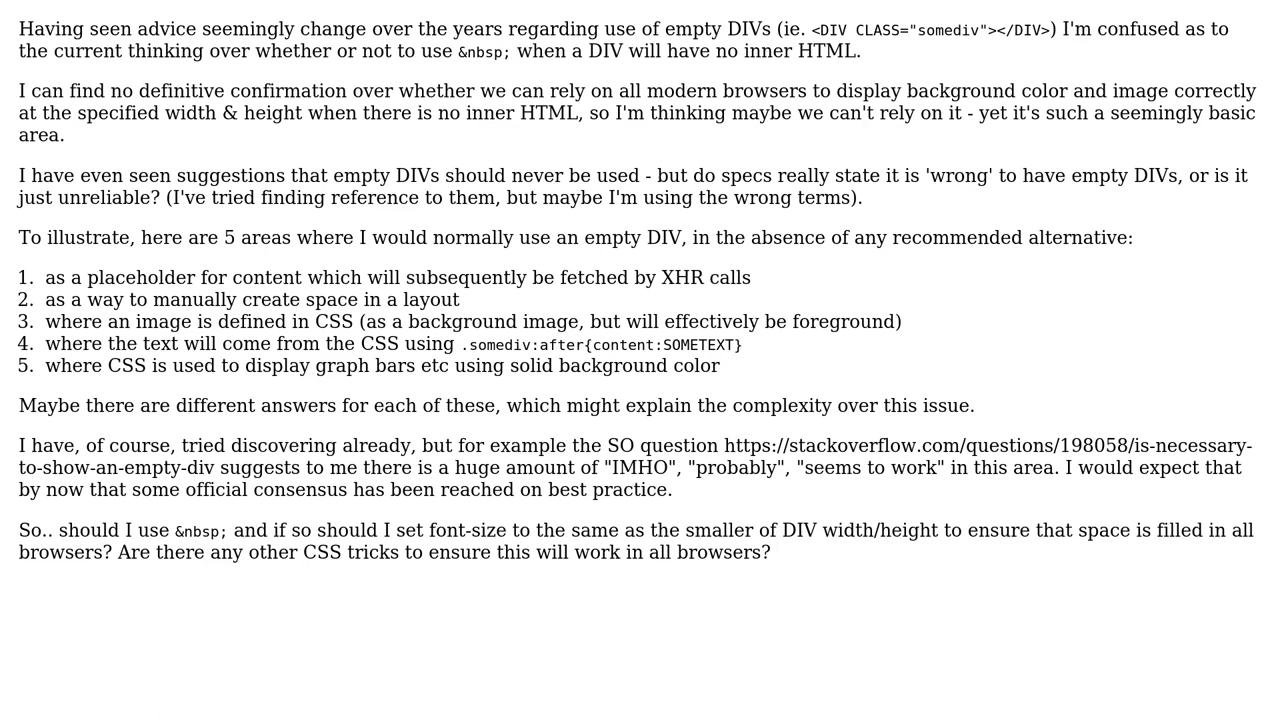 Having seen advice seemingly change over the years regarding use of empty DIVs (ie. <DIV CLASS="somediv"></DIV>) I'm confused as to
the current thinking over whether or not to use &nbsp; when a DIV will have no inner HTML.
I can find no definitive confirmation over whether we can rely on all modern browsers to display background color and image correctly
at the specified width & height when there is no inner HTML, so I'm thinking maybe we can't rely on it - yet it's such a seemingly basic
area.
I have even seen suggestions that empty DIVs should never be used - but do specs really state it is 'wrong' to have empty DIVs, or is it
just unreliable? (I've tried finding reference to them, but maybe I'm using the wrong terms).
To illustrate, here are 5 areas where I would normally use an empty DIV, in the absence of any recommended alternative:
1. as a placeholder for content which will subsequently be fetched by XHR calls
2. as a way to manually create space in a layout
3. where an image is defined in CSS (as a background image, but will effectively be foreground)
4. where the text will come from the CSS using .somediv:after{content:SOMETEXT}
5. where CSS is used to display graph bars etc using solid background color
Maybe there are different answers for each of these, which might explain the complexity over this issue.
I have, of course, tried discovering already, but for example the SO question https://stackoverflow.com/questions/198058/is-necessary-
to-show-an-empty-div suggests to me there is a huge amount of "IMHO", "probably", "seems to work" in this area. I would expect that
by now that some official consensus has been reached on best practice.
So.. should I use &nbsp; and if so should I set font-size to the same as the smaller of DIV width/height to ensure that space is filled in all
browsers? Are there any other CSS tricks to ensure this will work in all browsers?